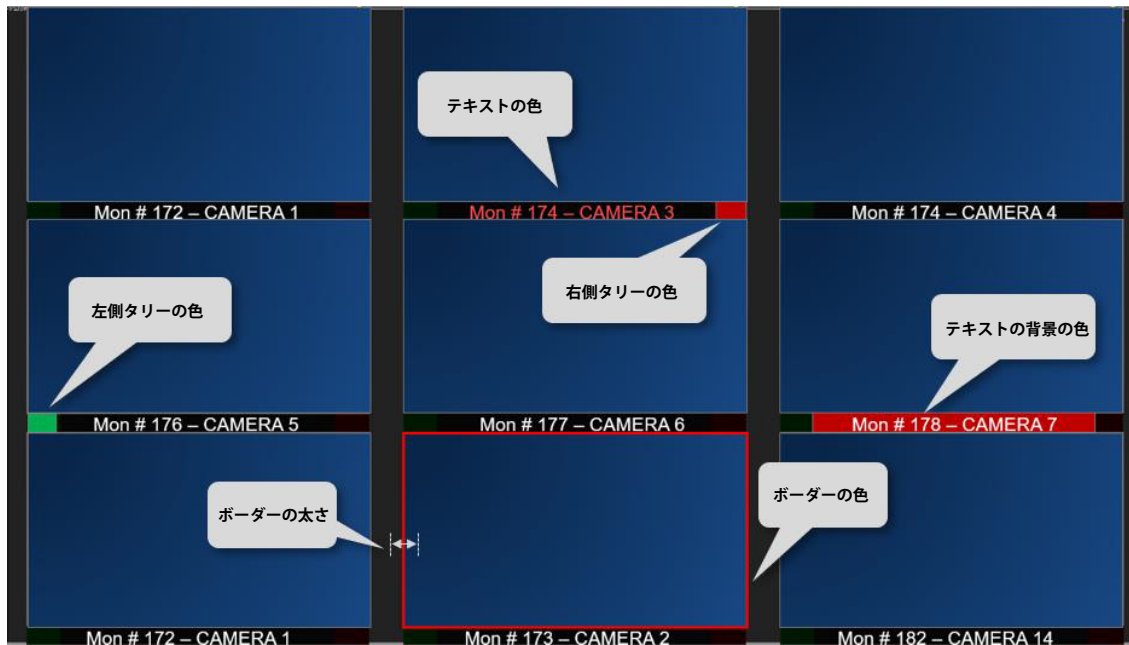 テキストの色
Mon # 172 – CAMERA 1
Mon # 174 – CAMERA 3
Mon # 174 – CAMERA 4
左側タリーの色
右側タリーの色
テキストの背景の色
Mon # 176 – CAMERA 5
Mon # 177 – CAMERA 6
Mon # 178 – CAMERA 7
ボーダーの太さ
ボーダーの色
Mon # 172 – CAMERA 1
Mon # 173 – CAMERA 2
Mon # 182 – CAMERA 14